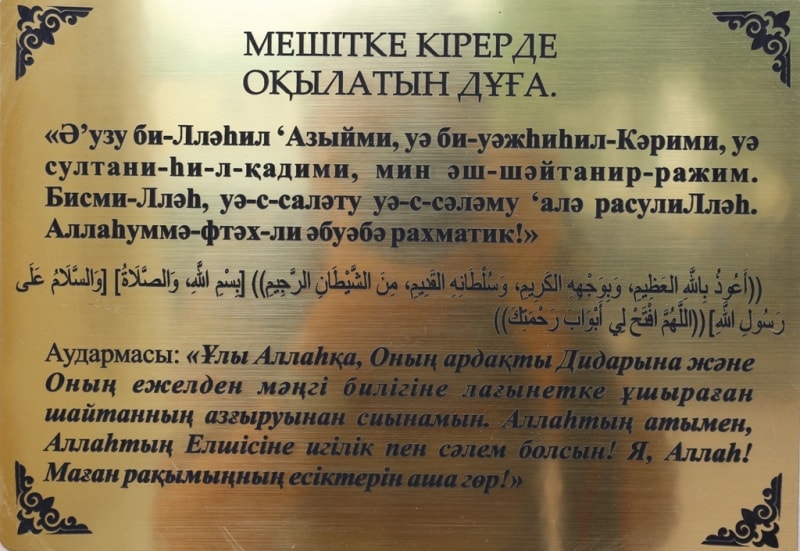 МЕШІТКЕ КІРЕРДЕ
ОҚЫЛАТЫН ДҰҒА.
«Ә’узу би-Лләһил ‘Азыйми, уә би-уәжһиһил-Кәрими, уә
султани-һи-л-қадими, мин әш-шәйтанир-ражим.
Бисми-Лләһ, уә-с-саләту уә-с-сәләму ‘алә расулиЛләһ.
Аллаһуммә-фтәх-ли әбуәбә рахматик!»
((أَعُوذُ بِاللَّهِ العَظِيمِ، وَبِوَجْهِهِ الكَرِيمِ، وَسُلْطَانِهِ القَدِيمِ، مِنَ الشَّيْطَانِ الرَّجِيمِ)) [بِسْمِ اللَّهِ، وَالصَّلَاةُ] [وَالسَّلَامُ عَلَى
رَسُولِ اللَّهِ] ((اللَّهُمَّ افْتَحْ لِي أَبْوَابَ رَحْمَتِكَ))
Аудармасы: «Ұлы Аллаһқа, Оның ардақты Дидарына және
Оның ежелден мәңгі билігіне лағынетке ұшыраған
шайтанның азғыруынан сиынамын. Аллаһтың атымен,
Аллаһтың Елшісіне игілік пен сәлем болсын! Я, Аллаһ!
Маған рақымыңның есіктерін аша гөр!»